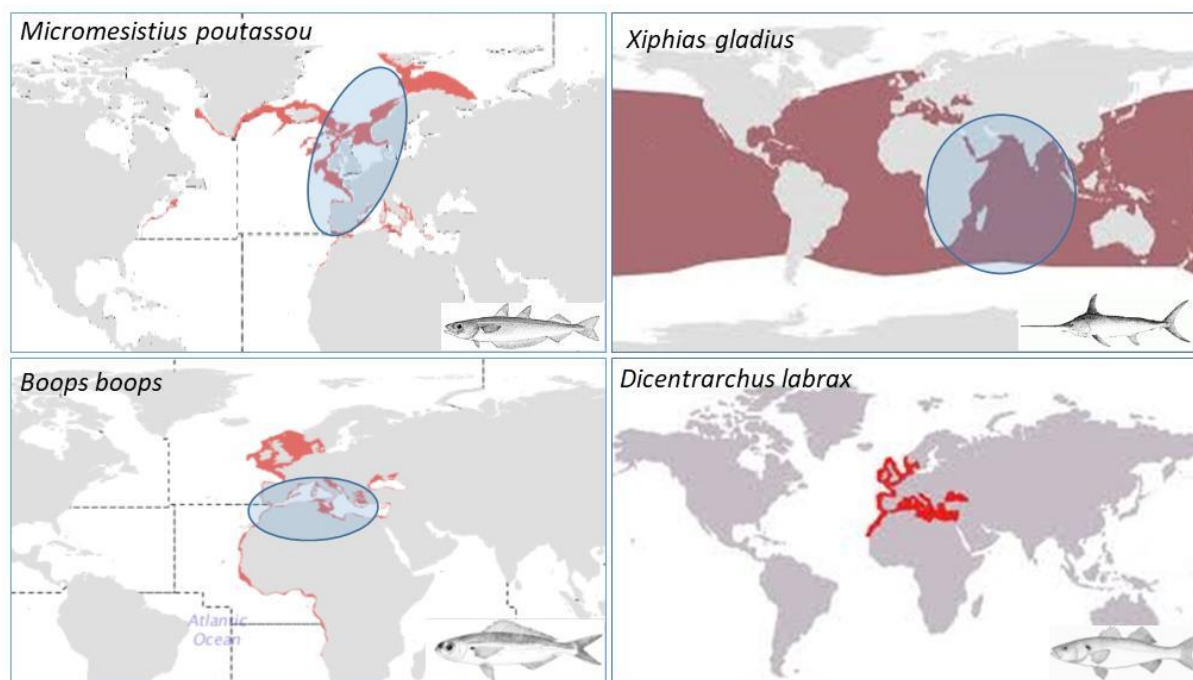 Micromesistius poutassou
Xiphias gladius
Boops boops
Atlantic
Ocean
Dicentrarchus labrax